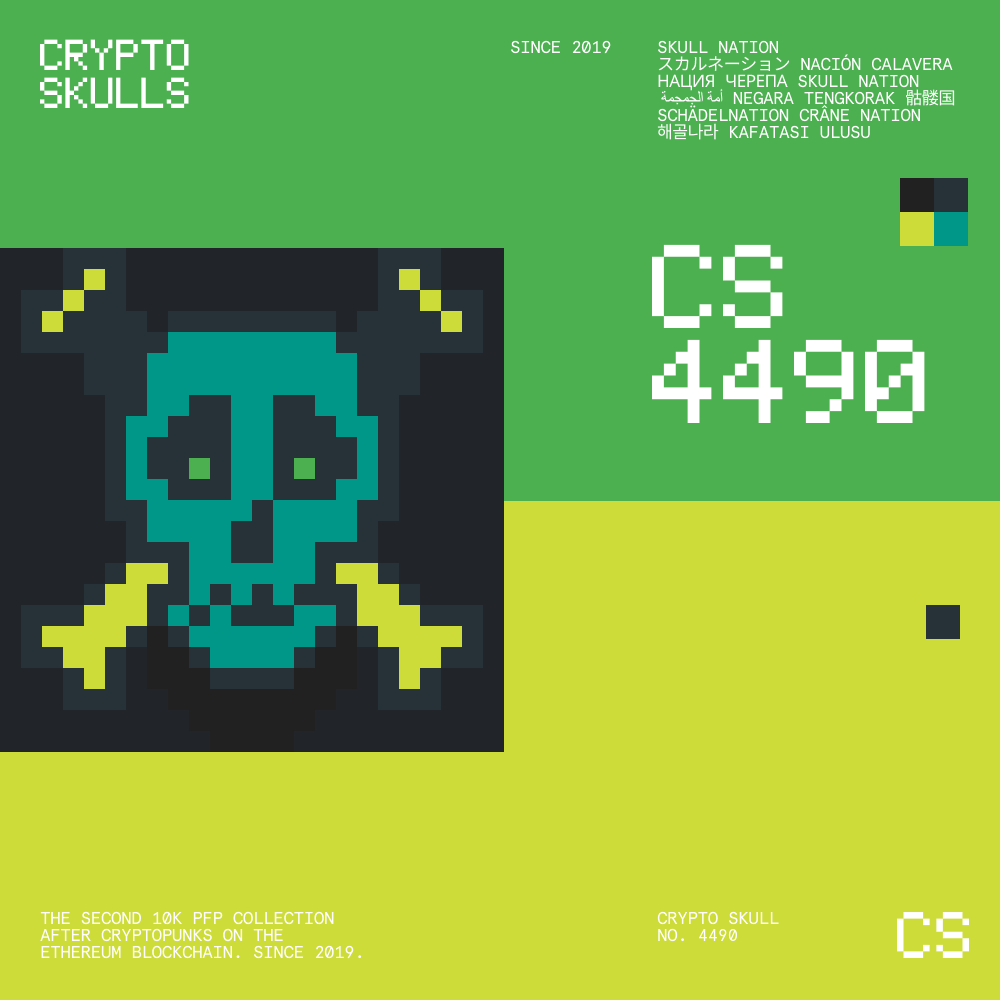 CRYPTO
SKULLS
SINCE 2019
SKULL NATION
スカルネーション NACIÓN CALAVERA
НАЦИЯ ЧЕРЕПА SKULL NATION
أمة الجمجمة NEGARA TENGKORAK 骷髅国
SCHÄDELNATION CRÂNE NATION
해골나라 KAFATASI ULUSU
CS
4490
THE SECOND 10K PFP COLLECTION
AFTER CRYPTOPUNKS ON THE
ETHEREUM BLOCKCHAIN. SINCE 2019.
CRYPTO SKULL
NO. 4490
CS